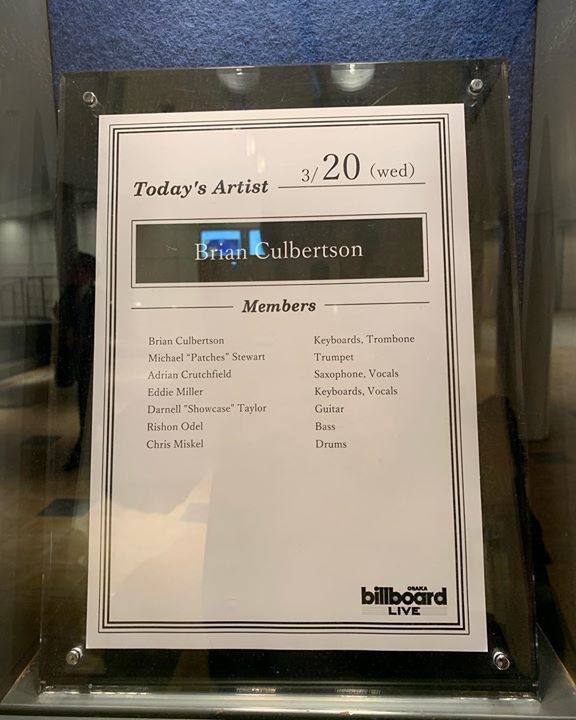 Today's Artist 3/20 (wed)
Brian Culbertson
Members
Brian Culbertson Keyboards, Trombone
Michael “Patches” Stewart Trumpet
Adrian Crutchfield Saxophone, Vocals
Eddie Miller Keyboards, Vocals
Darnell "Showcase" Taylor Guitar
Rishon Odel Bass
Chris Miskel Drums
OSAKA
billboard
LIVE